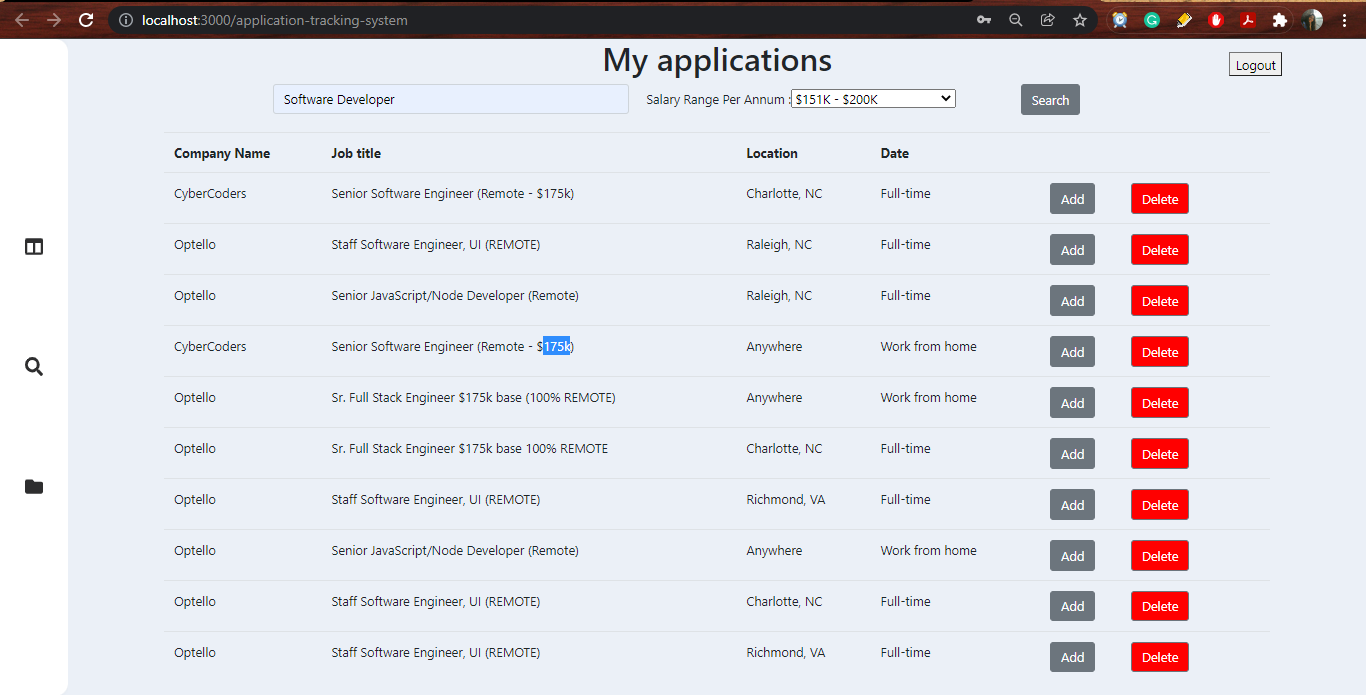 localhost:3000/application-tracking-system
My applications
Logout
Software Developer Salary Range Per Annum : $151K - $200K Search
Company Name Job title Location Date
CyberCoders Senior Software Engineer (Remote - $175k) Charlotte, NC Full-time Add Delete
Optello Staff Software Engineer, UI (REMOTE) Raleigh, NC Full-time Add Delete
Optello Senior JavaScript/Node Developer (Remote) Raleigh, NC Full-time Add Delete
CyberCoders Senior Software Engineer (Remote - $175k) Anywhere Work from home Add Delete
Optello Sr. Full Stack Engineer $175k base (100% REMOTE) Anywhere Work from home Add Delete
Optello Sr. Full Stack Engineer $175k base 100% REMOTE Charlotte, NC Full-time Add Delete
Optello Staff Software Engineer, UI (REMOTE) Richmond, VA Full-time Add Delete
Optello Senior JavaScript/Node Developer (Remote) Anywhere Work from home Add Delete
Optello Staff Software Engineer, UI (REMOTE) Charlotte, NC Full-time Add Delete
Optello Staff Software Engineer, UI (REMOTE) Richmond, VA Full-time Add Delete